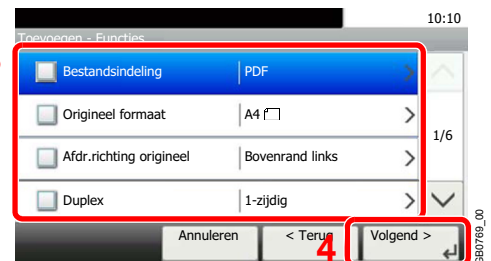 10:10
Toevoegen - Functies
Bestandsindeling PDF
Origineel formaat A4
1/6
Afdr.richting origineel Bovenrand links
Duplex 1-zijdig
Annuleren < Terug Volgend >
4
GB0769_00